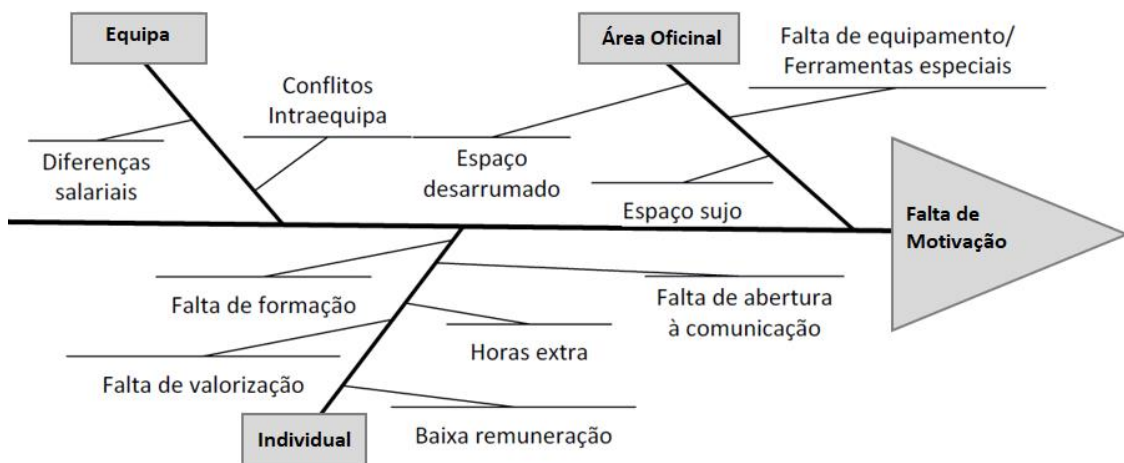 Equipa
Área Oficinal
Falta de equipamento/
Ferramentas especiais
Conflitos
Intraequipa
Diferenças
salariais
Espaço
desarrumado
Espaço sujo
Falta de
Motivação
Falta de formação
Falta de abertura
à comunicação
Horas extra
Falta de valorização
Baixa remuneração
Individual